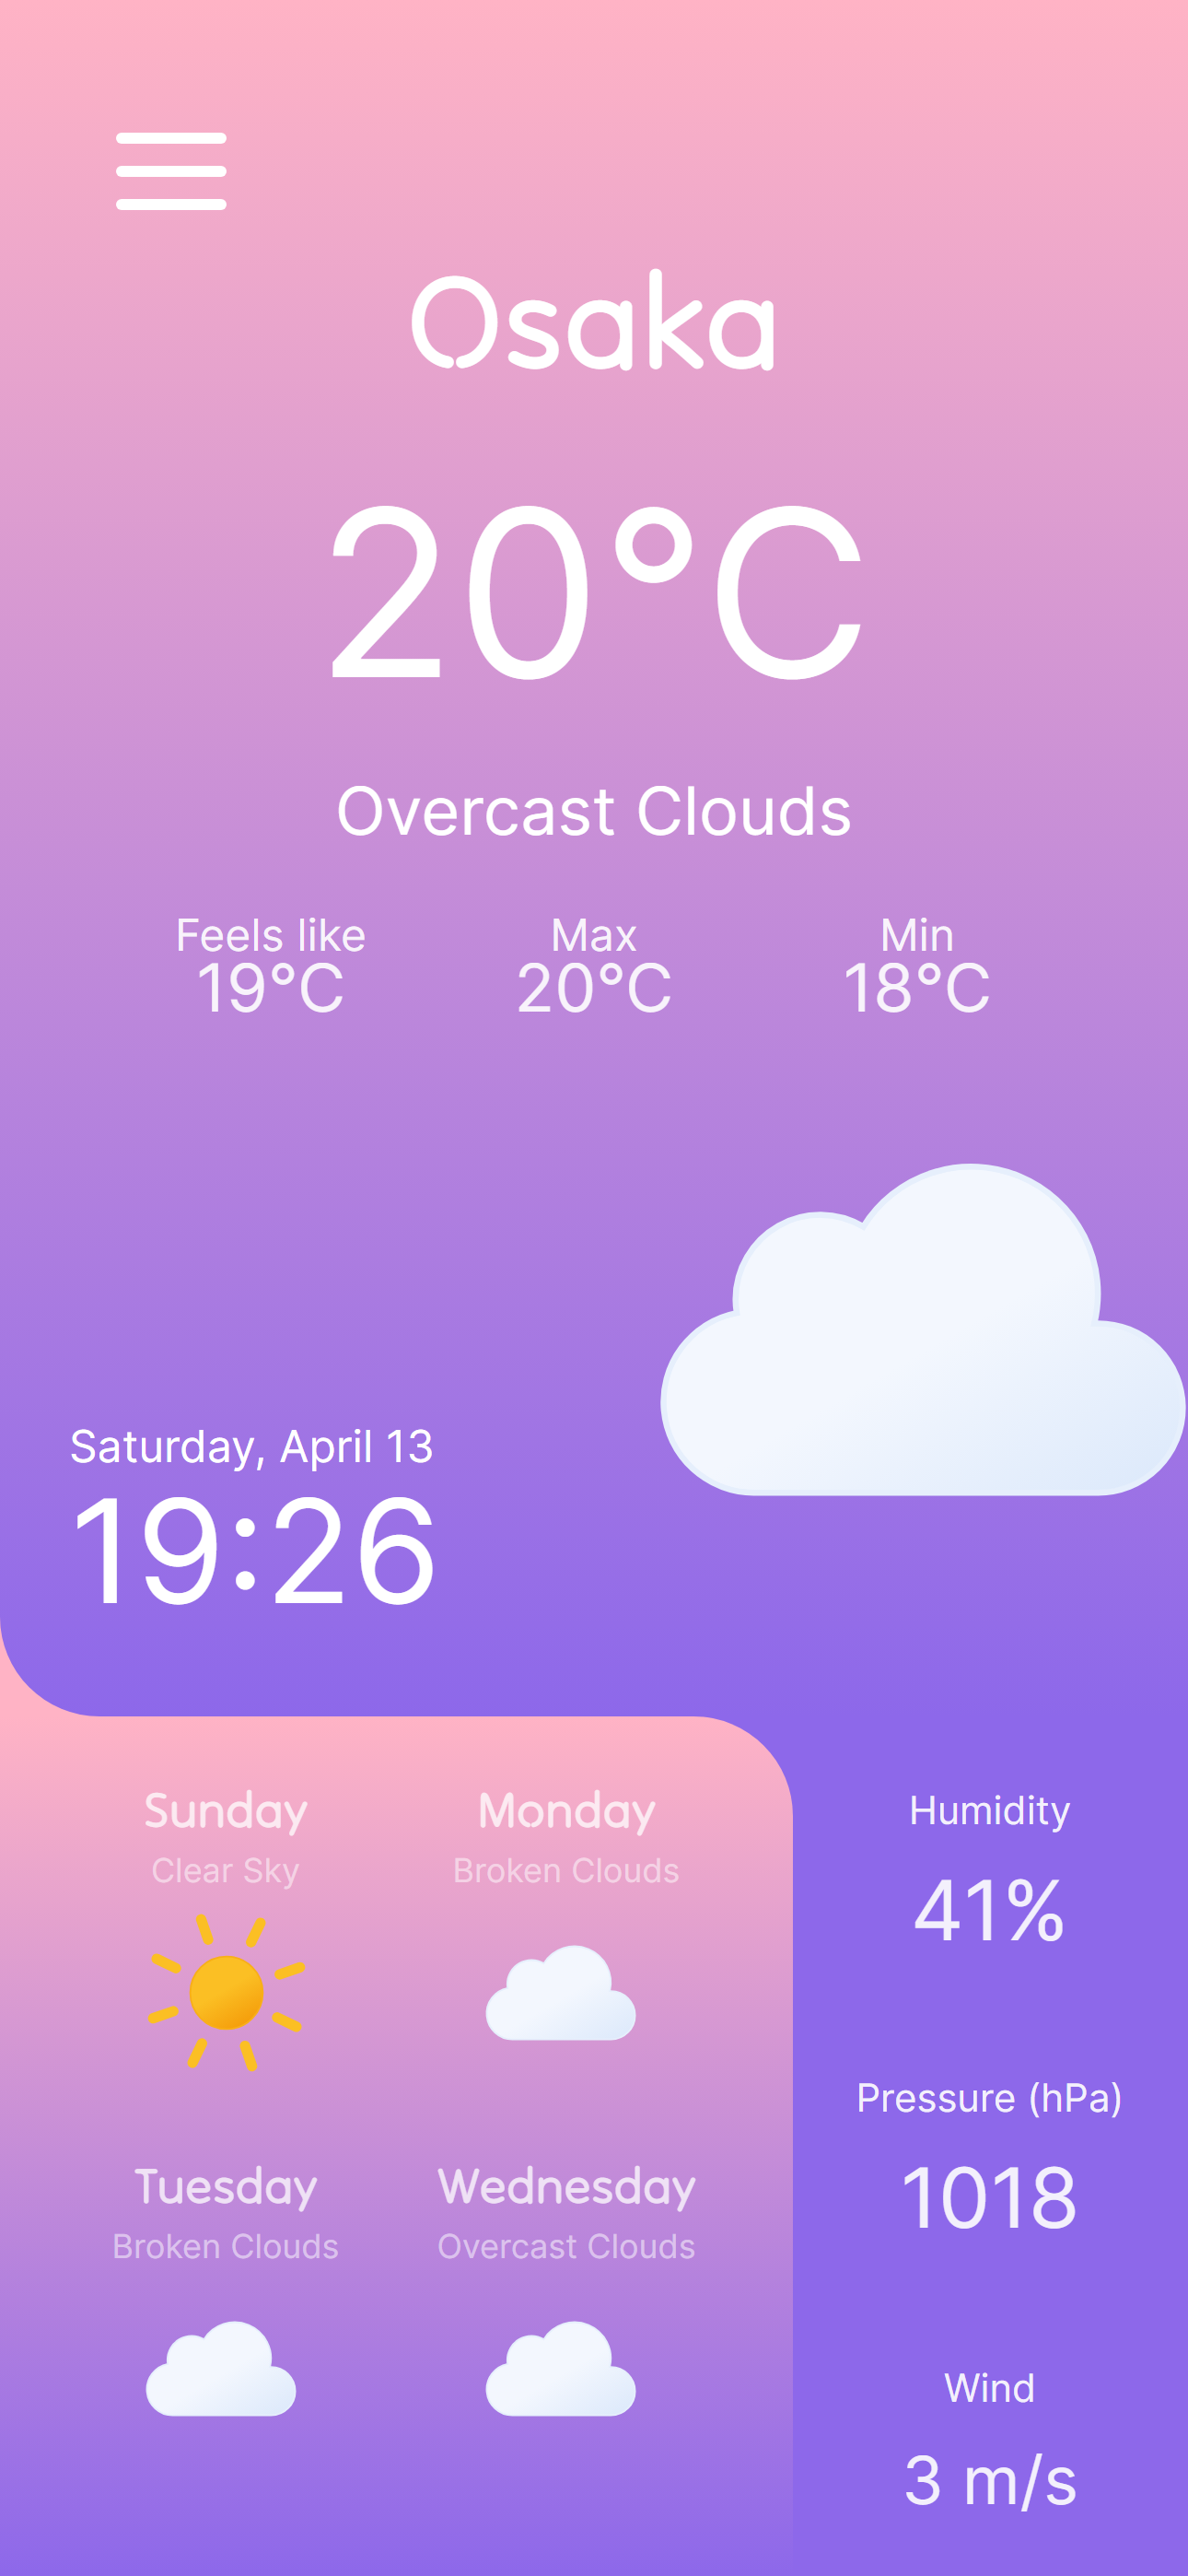 Osaka
20°C
Overcast Clouds
Feels like
19°C
Max
20°C
Min
18°C
Saturday, April 13
19:26
Sunday
Clear Sky
Monday
Broken Clouds
Tuesday
Broken Clouds
Wednesday
Overcast Clouds
Humidity
41%
Pressure (hPa)
1018
Wind
3 m/s